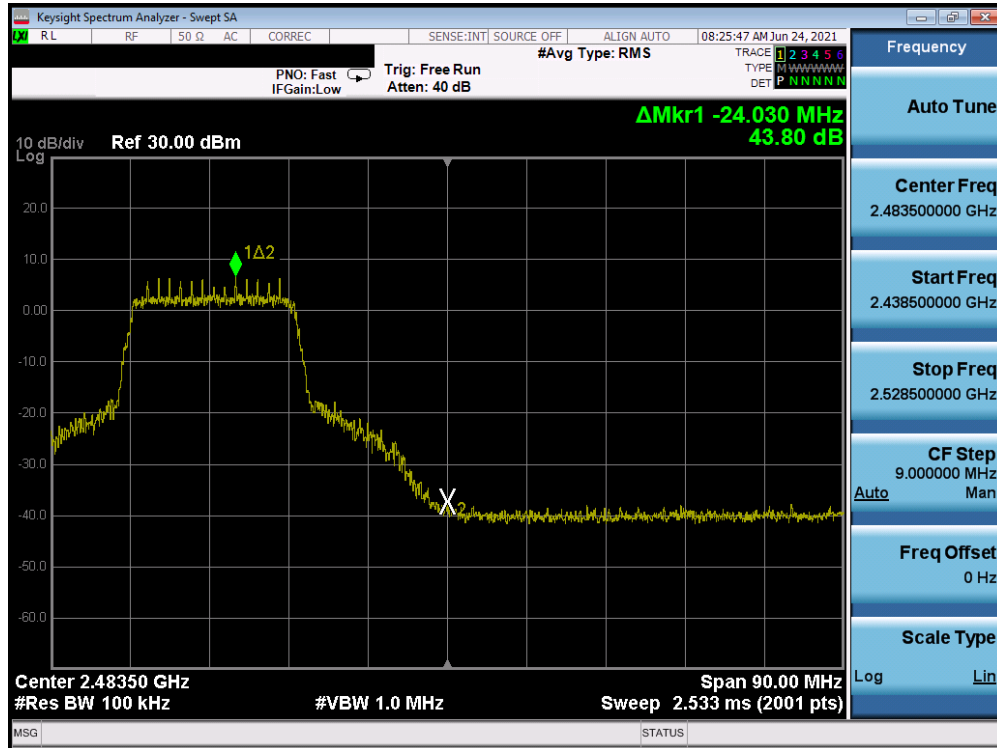 Keysight Spectrum Analyzer - Swept SA
LXI RL RF 50 Ω AC CORREC SENSE:INT SOURCE OFF ALIGN AUTO 08:25:47 AM Jun 24, 2021
#Avg Type: RMS
TRACE 1 2 3 4 5 6
PNO: Fast Trig: Free Run
TYPE M WWWWW
IFGain:Low Atten: 40 dB
DET P N N N N N
ΔMkr1 -24.030 MHz
43.80 dB
10 dB/div Ref 30.00 dBm
Log
20.0
10.0
1Δ2
0.00
-10.0
-20.0
-30.0
X2
-40.0
-50.0
-60.0
Center 2.48350 GHz Span 90.00 MHz
#Res BW 100 kHz #VBW 1.0 MHz Sweep 2.533 ms (2001 pts)
MSG STATUS
Frequency
Auto Tune
Center Freq
2.483500000 GHz
Start Freq
2.438500000 GHz
Stop Freq
2.528500000 GHz
CF Step
9.000000 MHz
Auto Man
Freq Offset
0 Hz
Scale Type
Log Lin